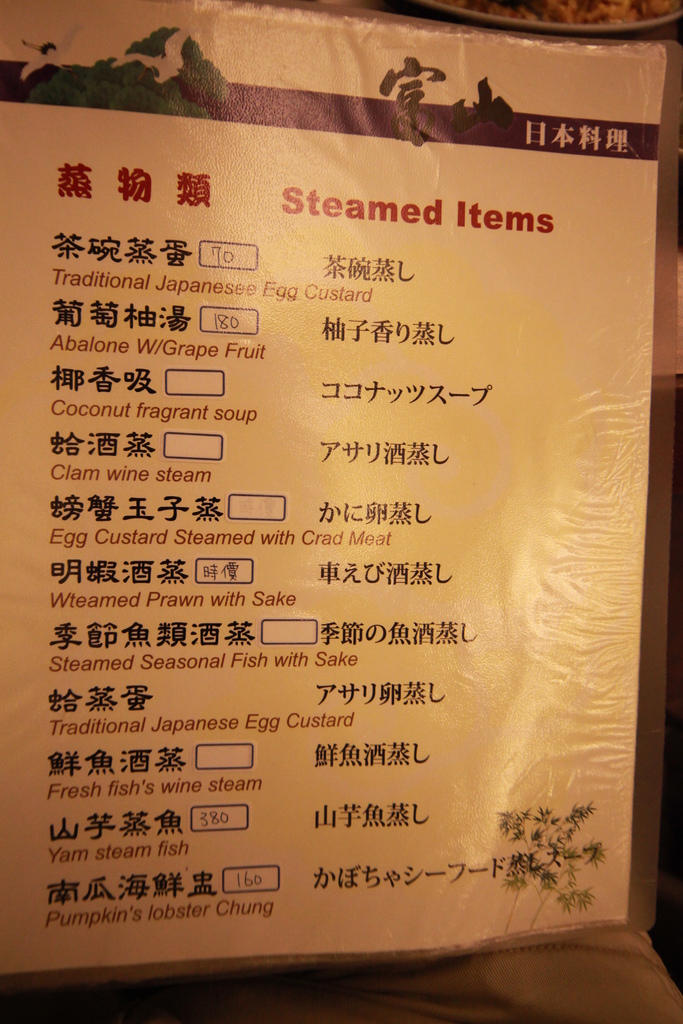 富山 日本料理
蒸物類 Steamed Items
茶碗蒸蛋 70 茶碗蒸し
Traditional Japanesee Egg Custard
葡萄柚湯 180 柚子香り蒸し
Abalone W/Grape Fruit
椰香吸 ココナッツスープ
Coconut fragrant soup
蛤酒蒸 アサリ酒蒸し
Clam wine steam
螃蟹玉子蒸 かに卵蒸し
Egg Custard Steamed with Crad Meat
明蝦酒蒸 時價 車えび酒蒸し
Wteamed Prawn with Sake
季節魚類酒蒸 季節の魚酒蒸し
Steamed Seasonal Fish with Sake
蛤蒸蛋 アサリ卵蒸し
Traditional Japanese Egg Custard
鮮魚酒蒸 鮮魚酒蒸し
Fresh fish's wine steam
山芋蒸魚 380 山芋魚蒸し
Yam steam fish
南瓜海鮮盅 160 かぼちゃシーフード蒸しスープ
Pumpkin's lobster Chung